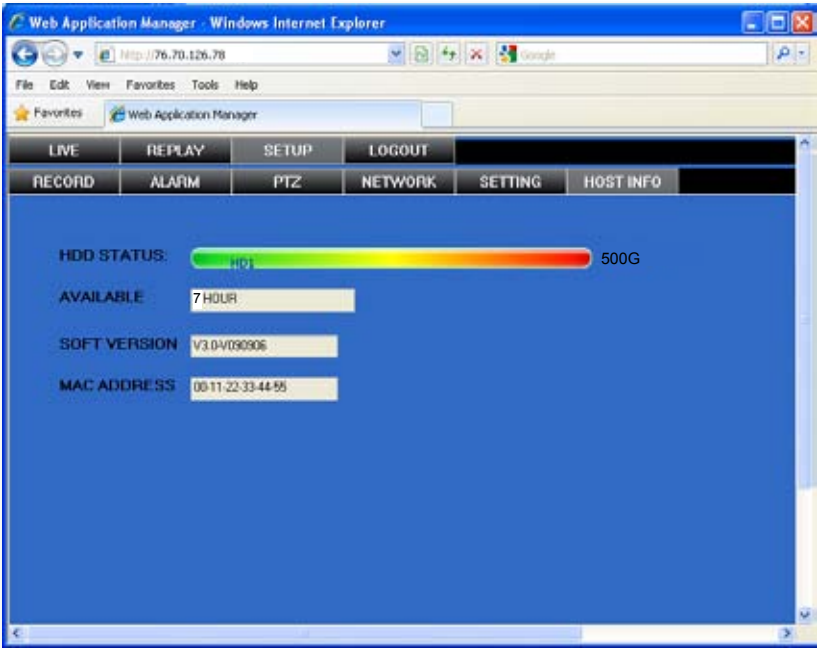 Web Application Manager - Windows Internet Explorer
http://76.70.126.78
Google
File Edit View Favorites Tools Help
Favorites
Web Application Manager
LIVE REPLAY SETUP LOGOUT
RECORD ALARM PTZ NETWORK SETTING HOST INFO
HDD STATUS: HD1 500G
AVAILABLE 7 HOUR
SOFT VERSION V3.0-V090906
MAC ADDRESS 00-11-22-33-44-55